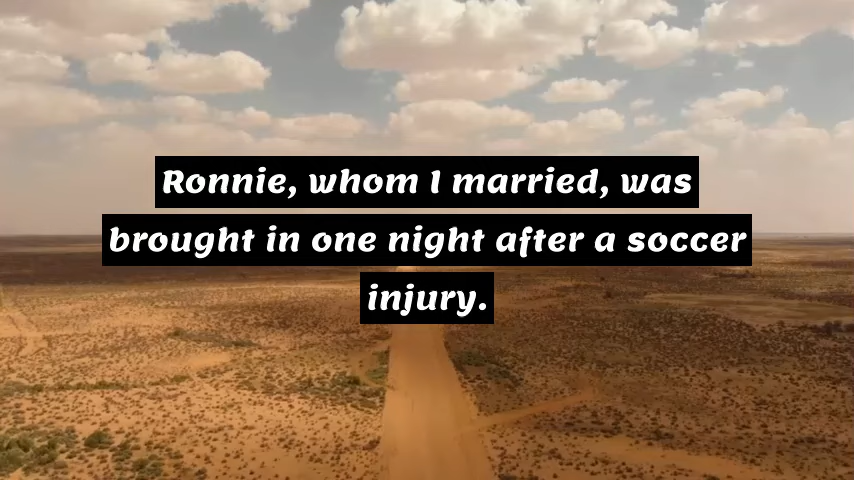 Ronnie, whom I married, was
brought in one night after a soccer
injury.